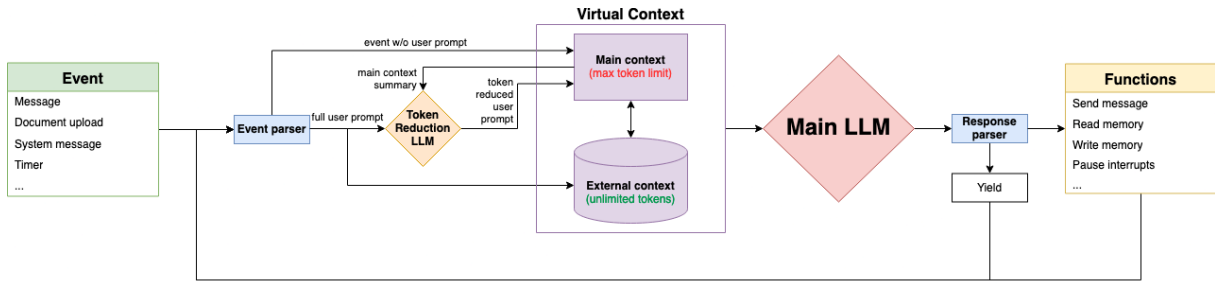 Virtual Context
event w/o user prompt
Event
Message
Document upload
System message
Timer
...
Event parser
full user prompt
main context
summary
Token
Reduction
LLM
token
reduced
user
prompt
Main context
(max token limit)
External context
(unlimited tokens)
Main LLM
Response
parser
Yield
Functions
Send message
Read memory
Write memory
Pause interrupts
...